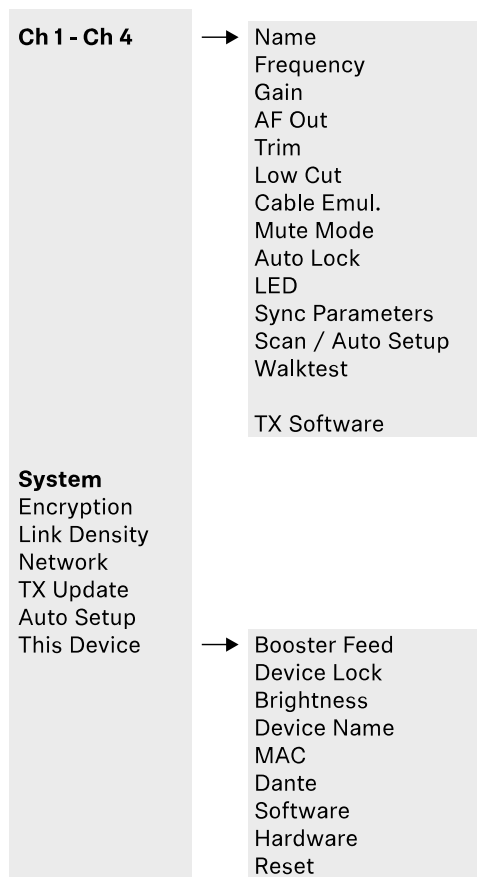 Ch 1 - Ch 4
Name
Frequency
Gain
AF Out
Trim
Low Cut
Cable Emul.
Mute Mode
Auto Lock
LED
Sync Parameters
Scan / Auto Setup
Walktest
TX Software
System
Encryption
Link Density
Network
TX Update
Auto Setup
This Device
Booster Feed
Device Lock
Brightness
Device Name
MAC
Dante
Software
Hardware
Reset